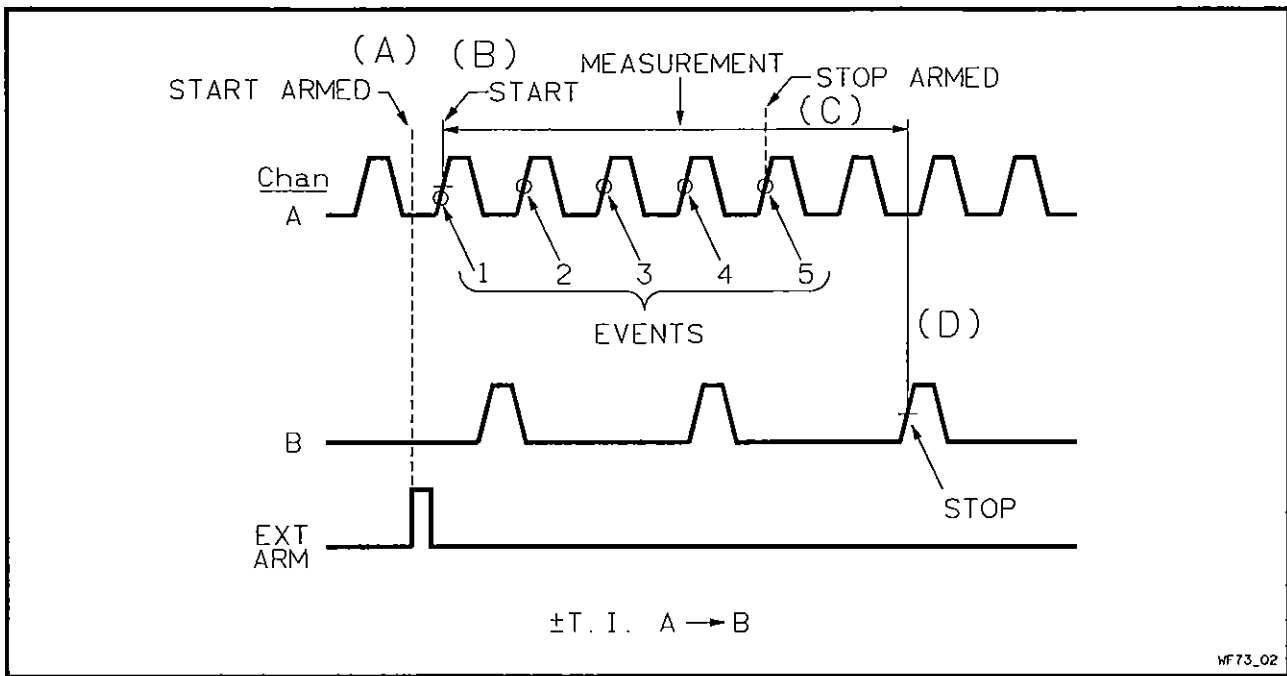 (A)
(B)
START ARMED
START
MEASUREMENT
STOP ARMED
(C)
Chan
A
1 2 3 4 5
EVENTS
(D)
B
STOP
EXT
ARM
±T.I. A → B
WF73_02